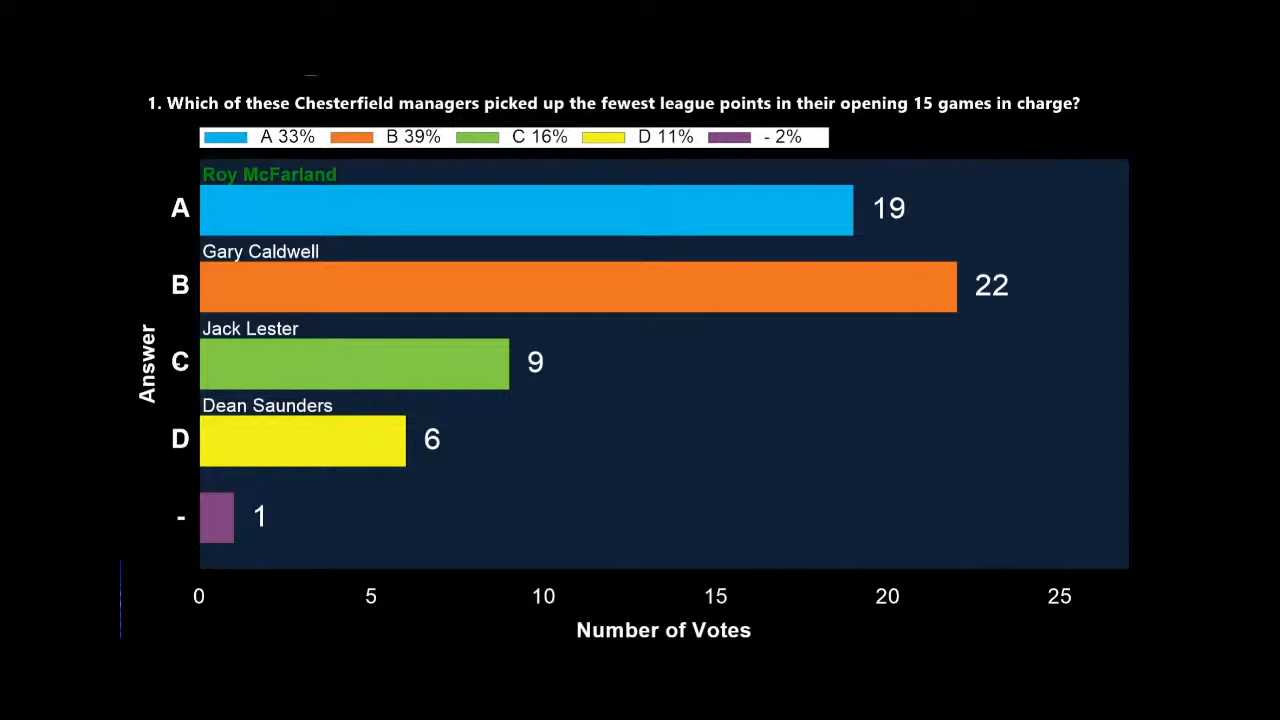 1. Which of these Chesterfield managers picked up the fewest league points in their opening 15 games in charge?
A 33% B 39% C 16% D 11% - 2%
Roy McFarland
A 19
Gary Caldwell
B 22
Jack Lester
C 9
Dean Saunders
D 6
- 1
Answer
0 5 10 15 20 25
Number of Votes